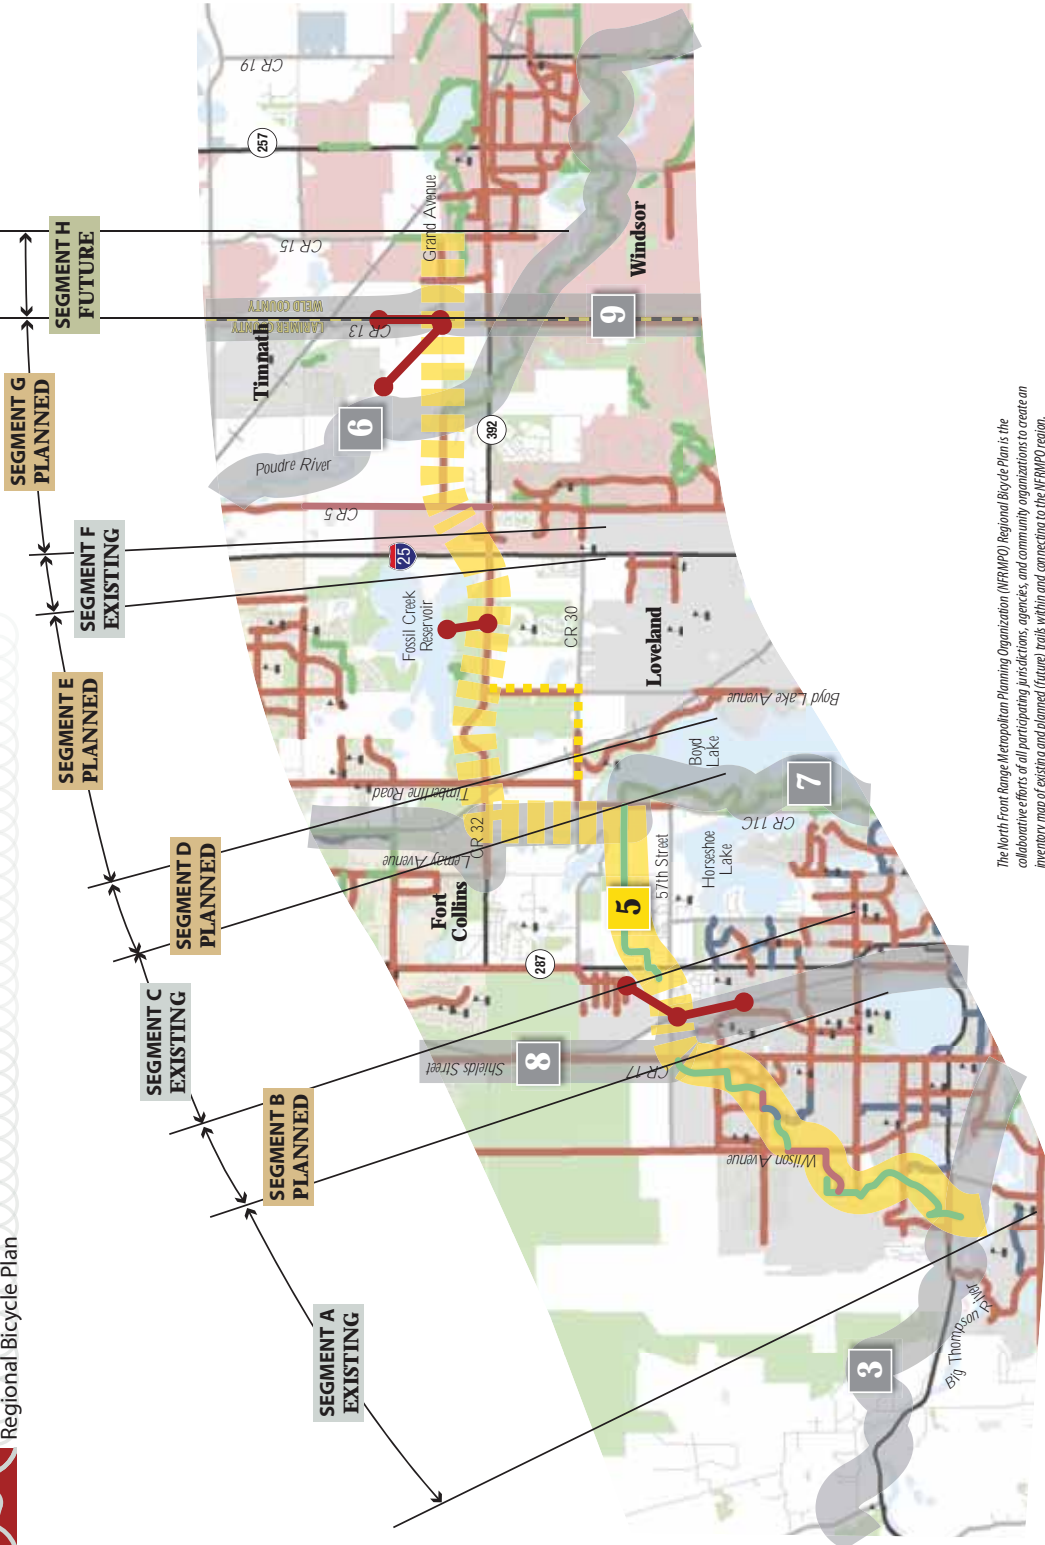 Regional Bicycle Plan
SEGMENT A
EXISTING
SEGMENT B
PLANNED
SEGMENT C
EXISTING
SEGMENT D
PLANNED
SEGMENT E
PLANNED
SEGMENT F
EXISTING
SEGMENT G
PLANNED
SEGMENT H
FUTURE
CR 19
257
Grand Avenue
CR 15
WELD COUNTY
LARIMER COUNTY
CR 13
Timnath
Windsor
9
6
Poudre River
392
CR 5
25
Fossil Creek
Reservoir
CR 30
Loveland
Boyd Lake Avenue
Boyd
Lake
Timberline Road
CR 32
Lemay Avenue
7
CR 11C
57th Street
Horseshoe
Lake
Fort
Collins
5
287
Shields Street
8
CR 17
Wilson Avenue
Big Thompson River
3
The North Front Range Metropolitan Planning Organization (NFRMPO) Regional Bicycle Plan is the
collaborative efforts of all participating jurisdictions, agencies, and community organizations to create an
inventory map of existing and planned (future) trails within and connecting to the NFRMPO region.